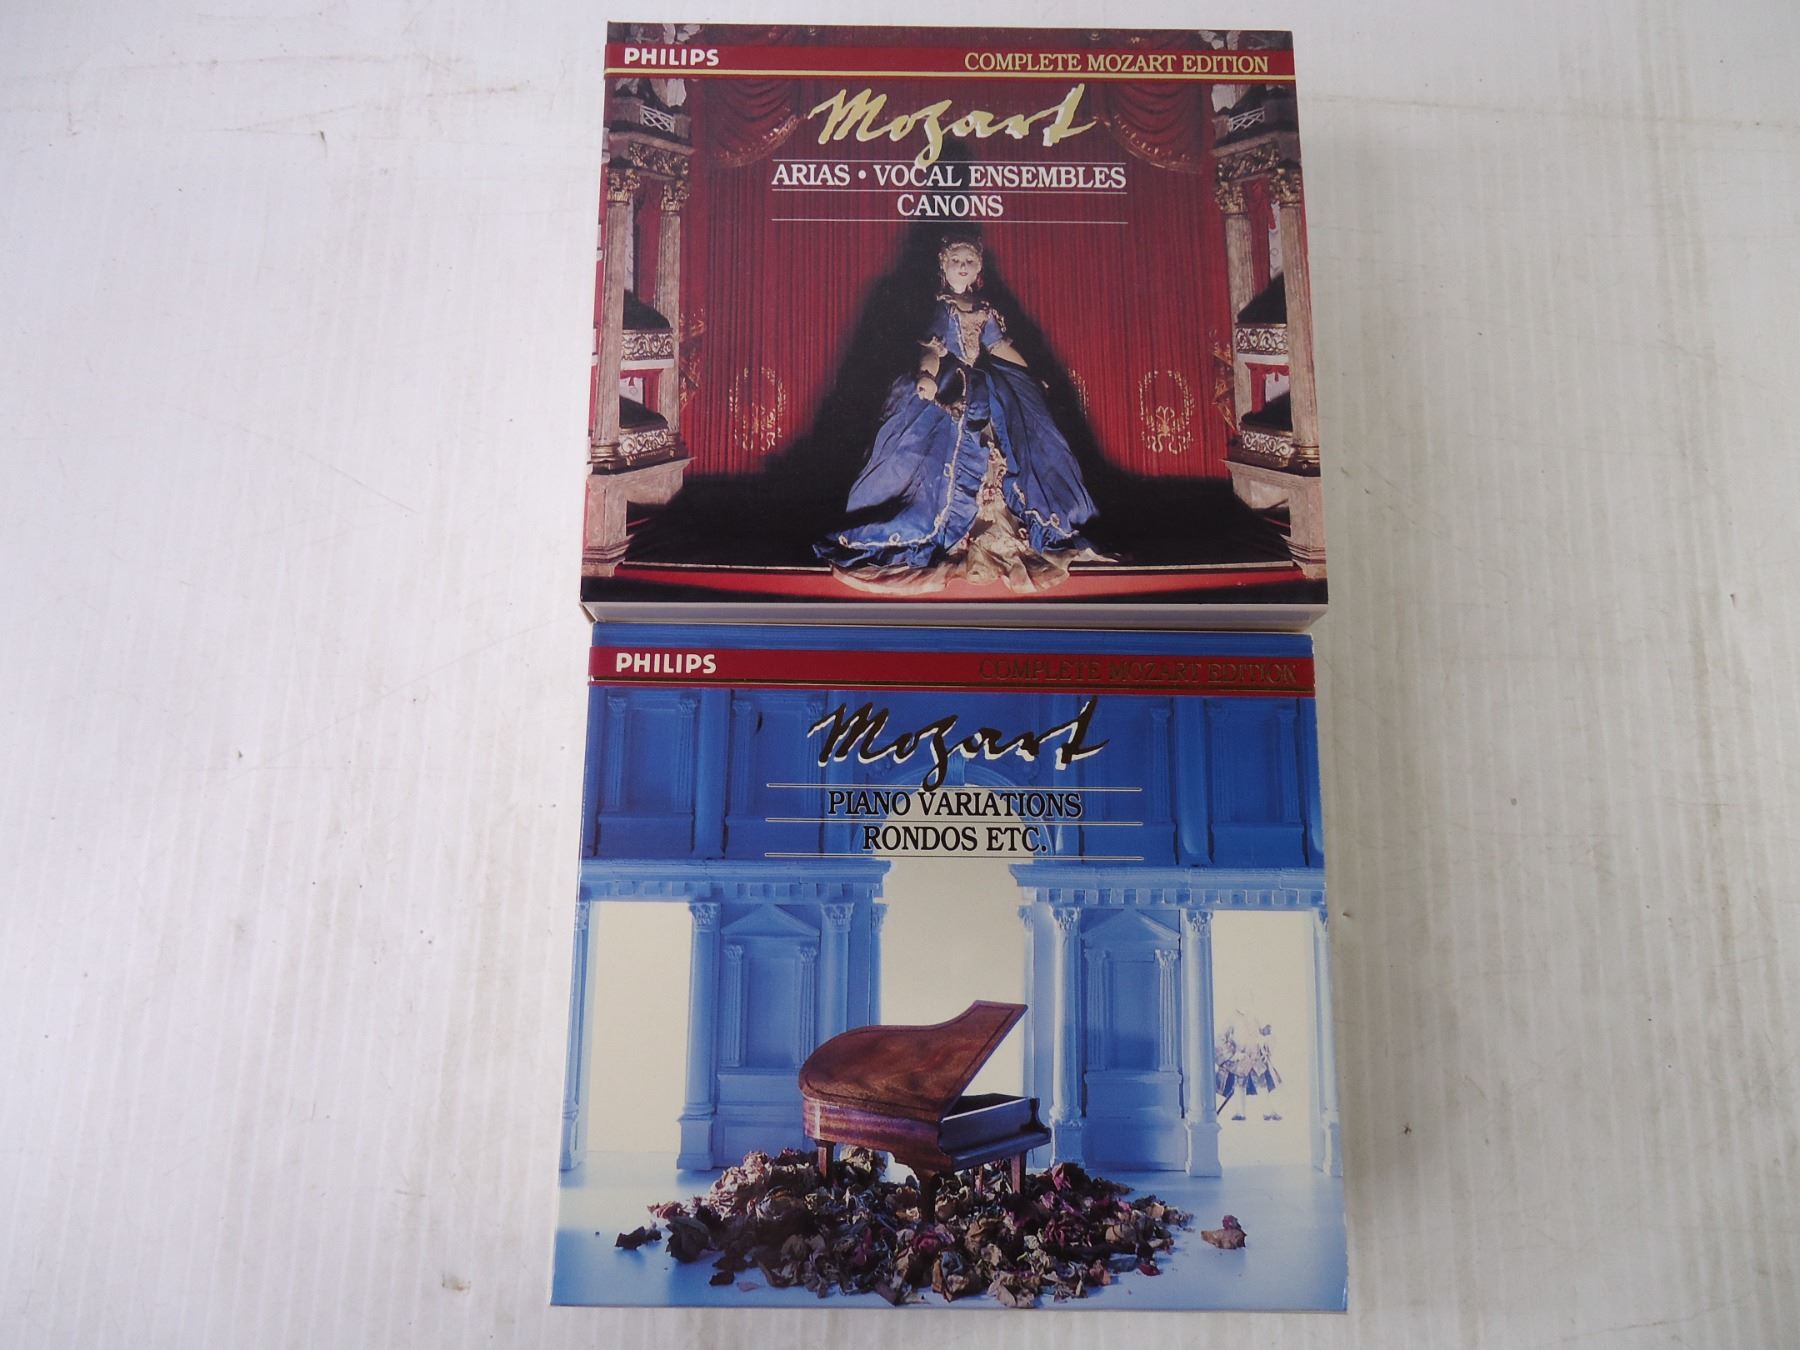 PHILIPS COMPLETE MOZART EDITION
Mozart
ARIAS • VOCAL ENSEMBLES
CANONS
PHILIPS COMPLETE MOZART EDITION
Mozart
PIANO VARIATIONS
RONDOS ETC.